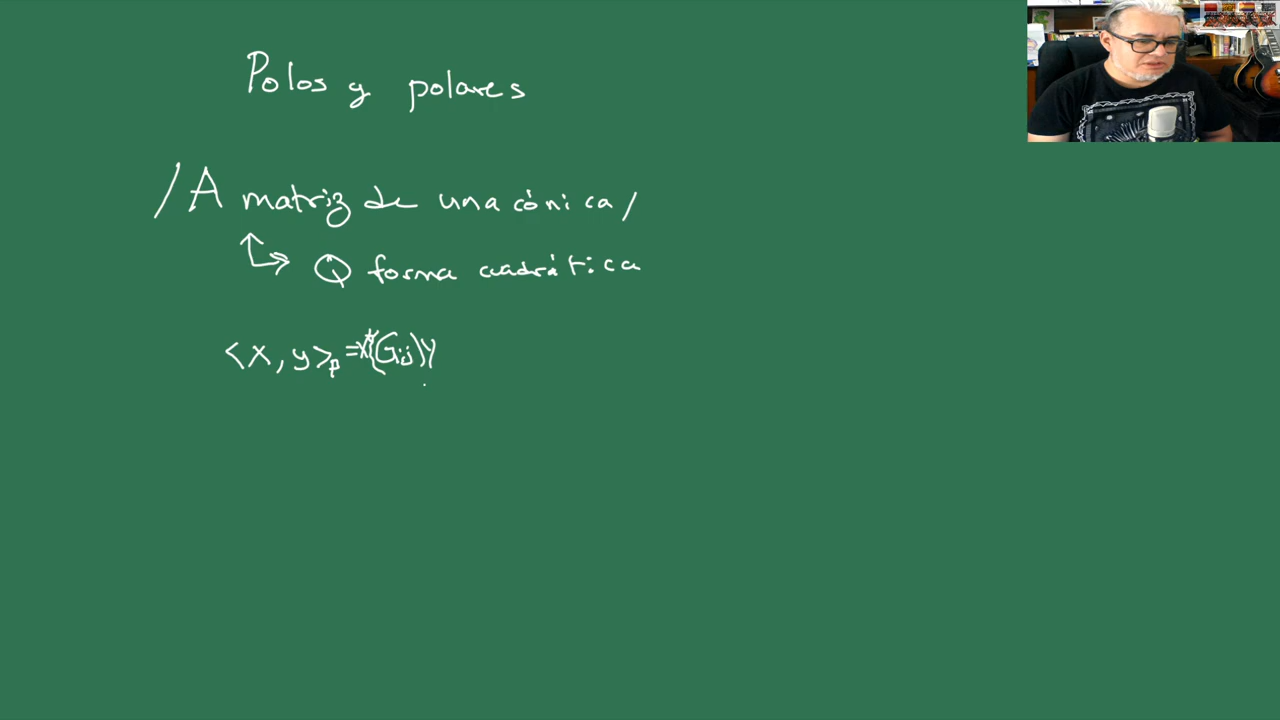 Polos y polares
/A matriz de una cónica/
Q forma cuadrática
<x, y>p = Xᵗ(Gij)Y